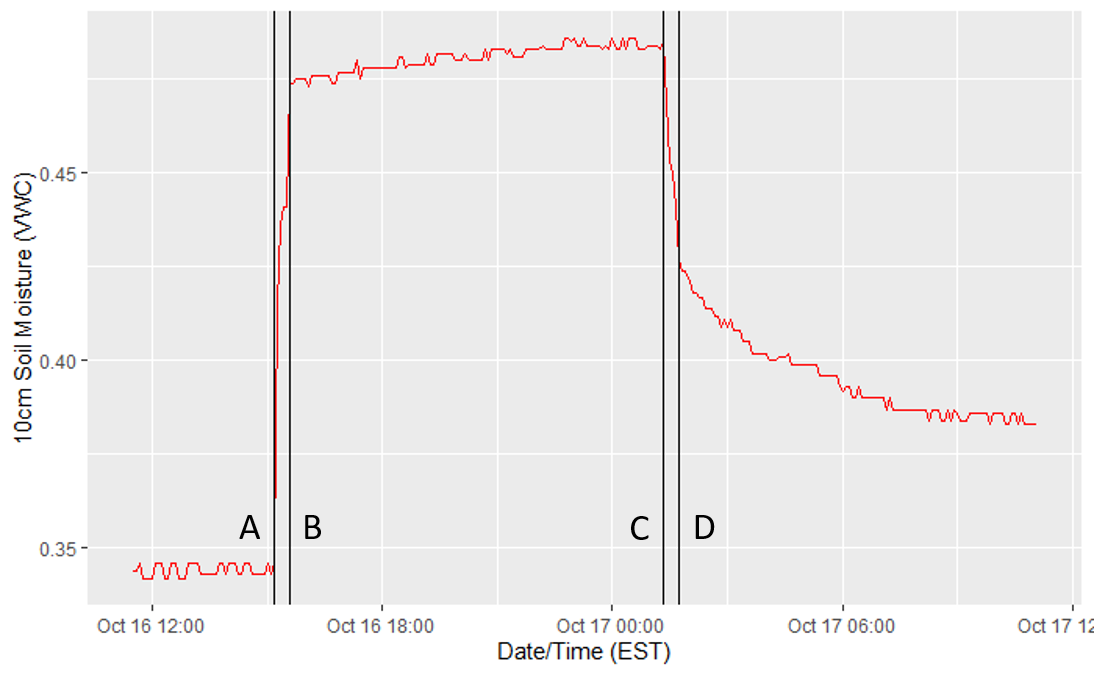 10cm Soil Moisture (VWC)
0.45
0.40
0.35
A B C D
Oct 16 12:00 Oct 16 18:00 Oct 17 00:00 Oct 17 06:00 Oct 17 12
Date/Time (EST)